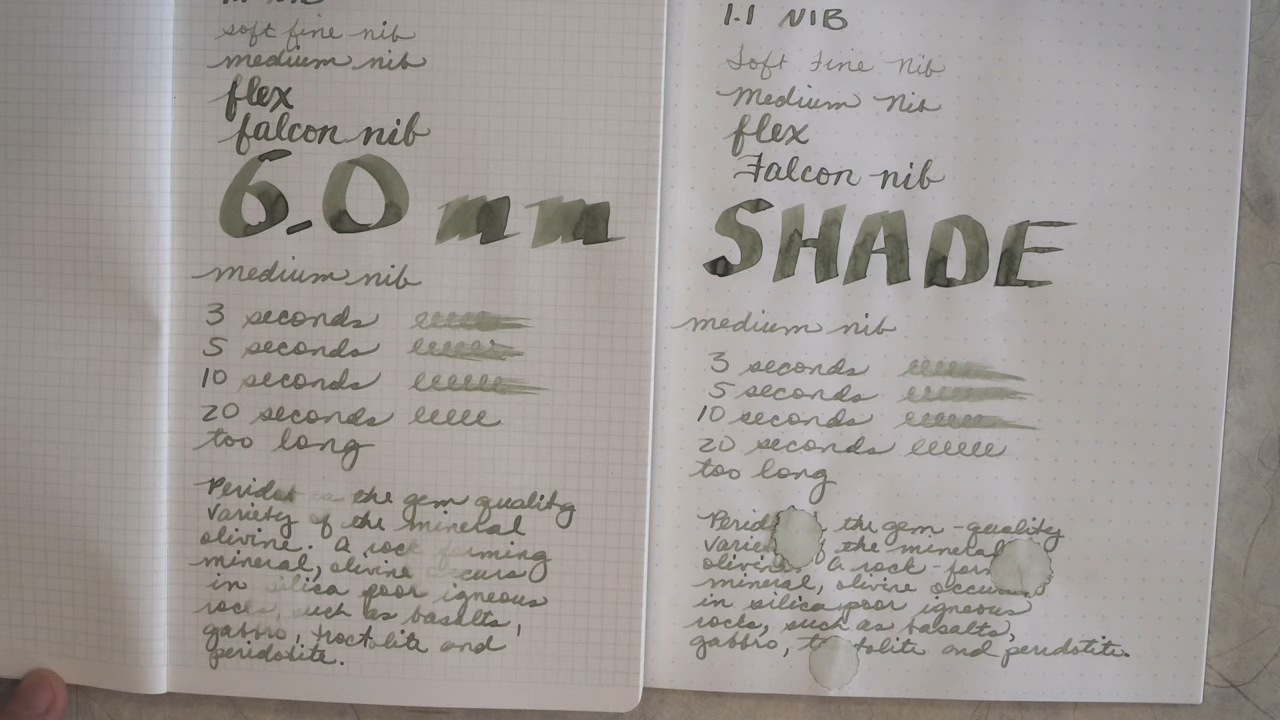 soft fine nib
medium nib
flex
falcon nib
6.0 mm
medium nib
3 seconds
5 seconds
10 seconds
20 seconds
too long
Peridot is the gem quality
variety of the mineral
olivine. A rock forming
mineral, olivine occurs
in silica poor igneous
rocks, such as basalts,
gabbro, troctolite and
peridotite.
1.1 NIB
Soft Fine Nib
Medium Nib
flex
Falcon nib
SHADE
medium nib
3 seconds
5 seconds
10 seconds
20 seconds
too long
the gem-quality
the mineral
A rock-
mineral, olivine
in silica poor igneous
rocks, such as basalts,
gabbro, and peridotite.